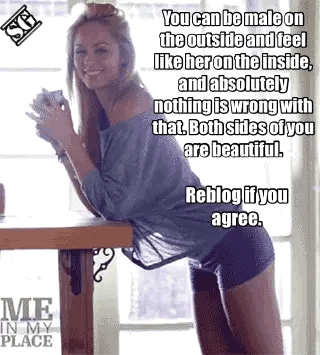 SG
You can be male on
the outside and feel
like her on the inside,
and absolutely
nothing is wrong with
that. Both sides of you
are beautiful.
Reblog if you
agree.
ME
IN MY
PLACE